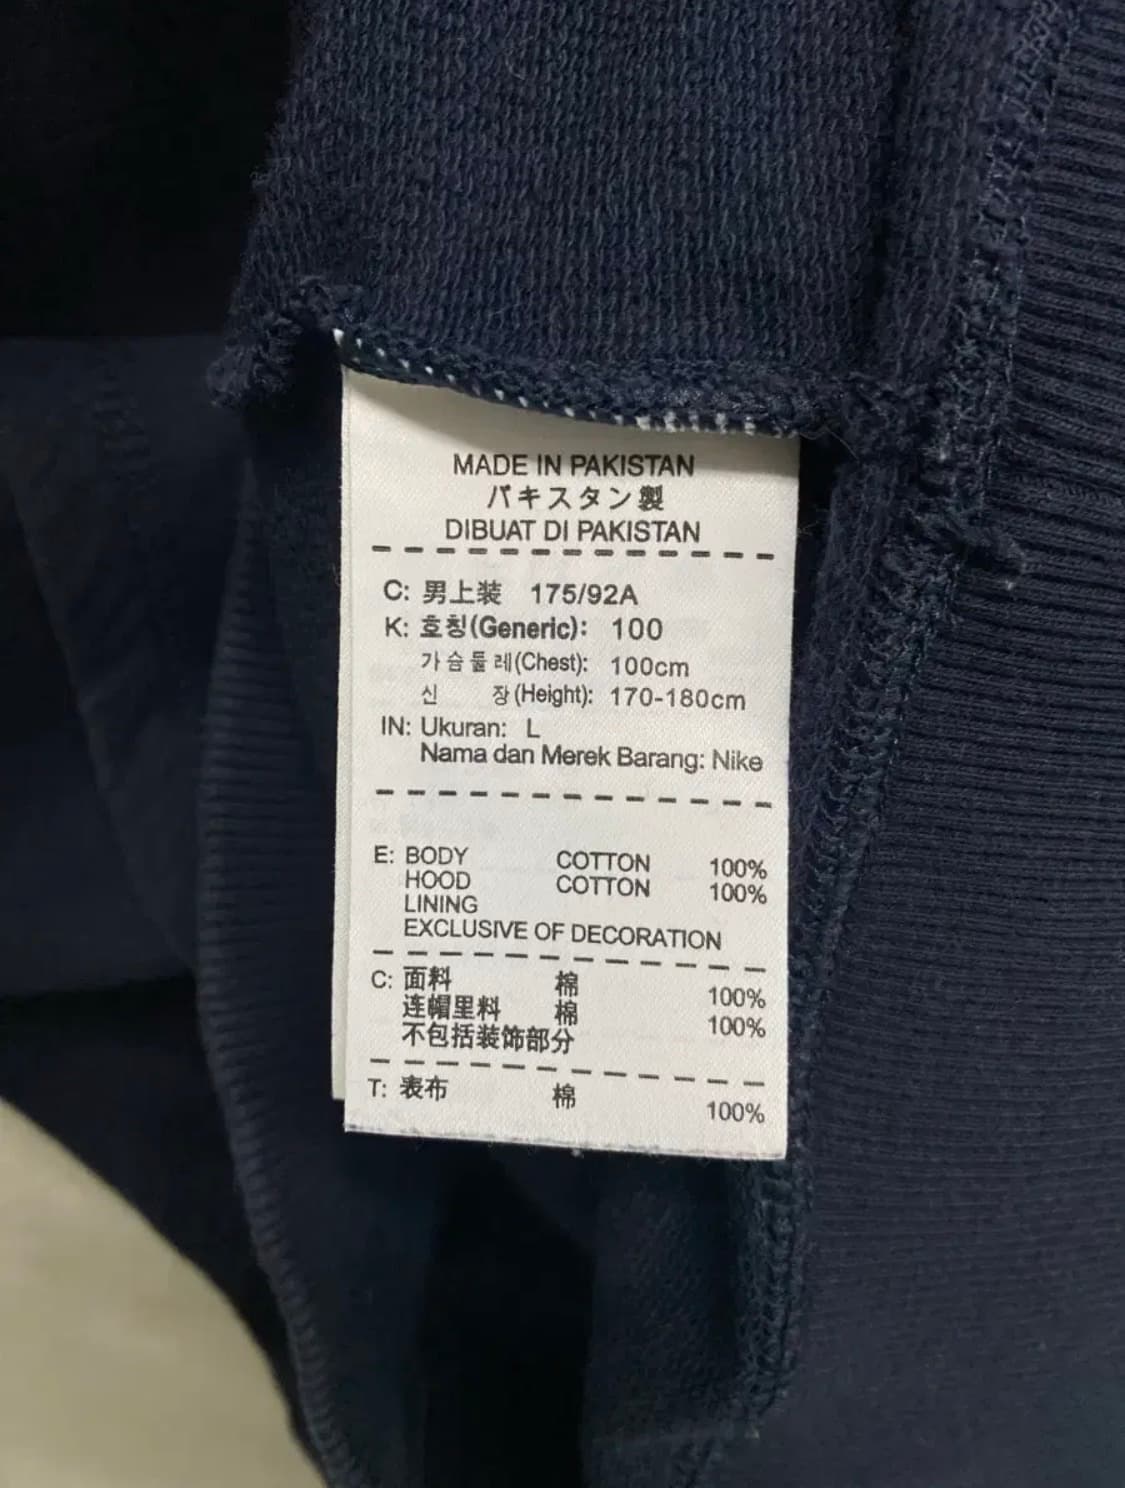 MADE IN PAKISTAN
パキスタン製
DIBUAT DI PAKISTAN
C: 男上装 175/92A
K: 호칭(Generic): 100
가슴둘레(Chest): 100cm
신 장(Height): 170-180cm
IN: Ukuran: L
Nama dan Merek Barang: Nike
E: BODY COTTON 100%
HOOD COTTON 100%
LINING
EXCLUSIVE OF DECORATION
C: 面料 棉 100%
连帽里料 棉 100%
不包括装饰部分
T: 表布 棉 100%